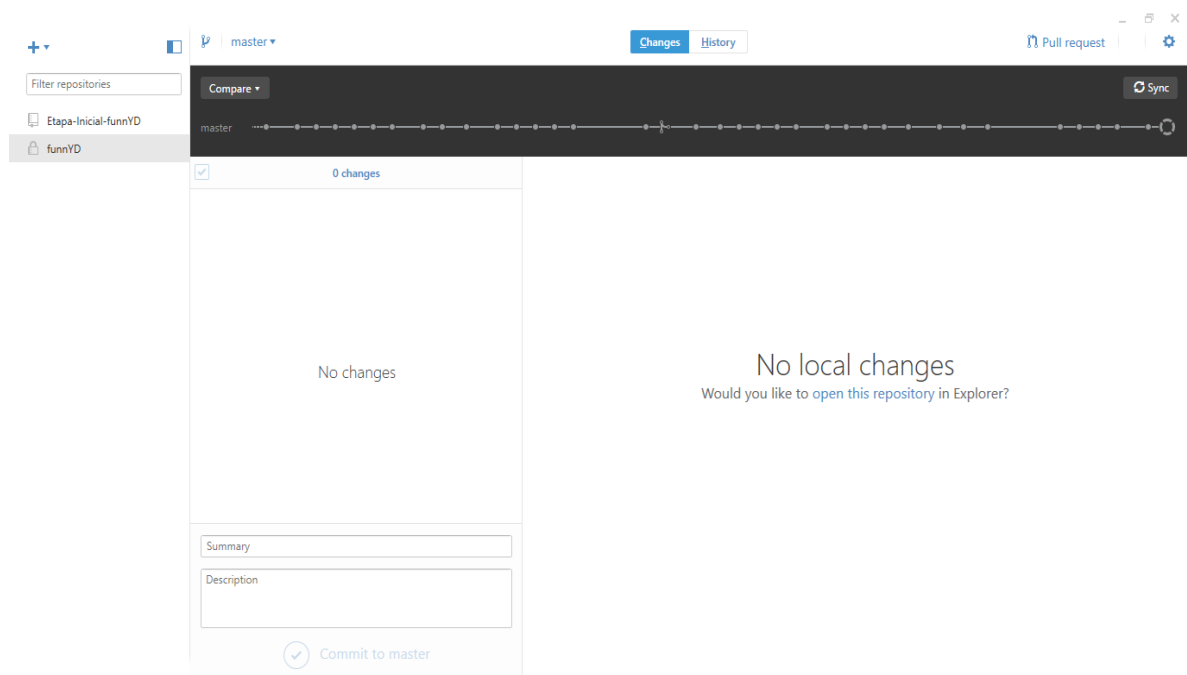 master
Changes
History
Pull request
Filter repositories
Compare
Sync
Etapa-Inicial-funnYD
master
funnYD
0 changes
No changes
No local changes
Would you like to open this repository in Explorer?
Summary
Description
Commit to master